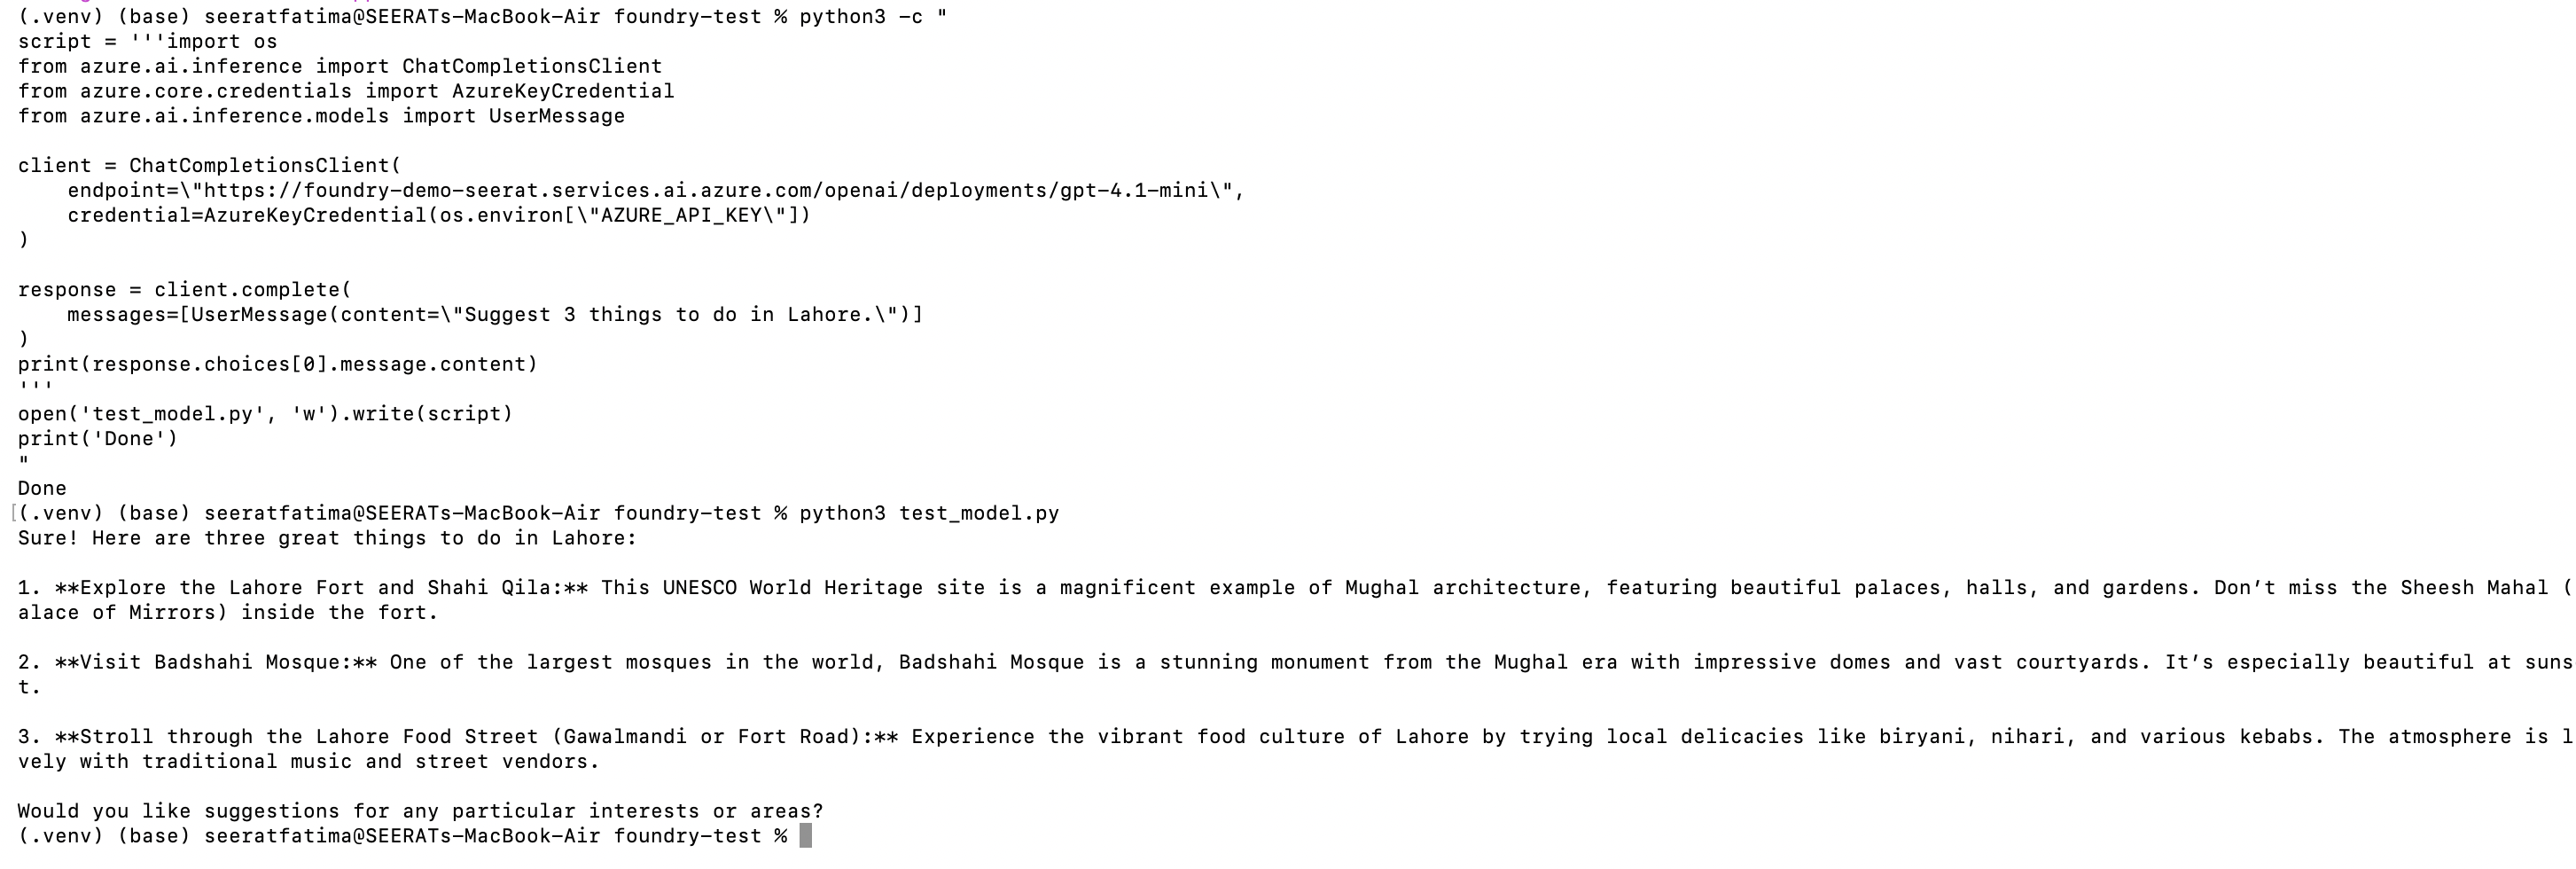 (.venv) (base) seeratfatima@SEERATs-MacBook-Air foundry-test % python3 -c "
script = '''import os
from azure.ai.inference import ChatCompletionsClient
from azure.core.credentials import AzureKeyCredential
from azure.ai.inference.models import UserMessage

client = ChatCompletionsClient(
    endpoint=\"https://foundry-demo-seerat.services.ai.azure.com/openai/deployments/gpt-4.1-mini\",
    credential=AzureKeyCredential(os.environ[\"AZURE_API_KEY\"])
)

response = client.complete(
    messages=[UserMessage(content=\"Suggest 3 things to do in Lahore.\")]
)
print(response.choices[0].message.content)
'''
open('test_model.py', 'w').write(script)
print('Done')
"
Done
[(.venv) (base) seeratfatima@SEERATs-MacBook-Air foundry-test % python3 test_model.py
Sure! Here are three great things to do in Lahore:

1. **Explore the Lahore Fort and Shahi Qila:** This UNESCO World Heritage site is a magnificent example of Mughal architecture, featuring beautiful palaces, halls, and gardens. Don’t miss the Sheesh Mahal (
alace of Mirrors) inside the fort.

2. **Visit Badshahi Mosque:** One of the largest mosques in the world, Badshahi Mosque is a stunning monument from the Mughal era with impressive domes and vast courtyards. It’s especially beautiful at suns
t.

3. **Stroll through the Lahore Food Street (Gawalmandi or Fort Road):** Experience the vibrant food culture of Lahore by trying local delicacies like biryani, nihari, and various kebabs. The atmosphere is l
vely with traditional music and street vendors.

Would you like suggestions for any particular interests or areas?
(.venv) (base) seeratfatima@SEERATs-MacBook-Air foundry-test %